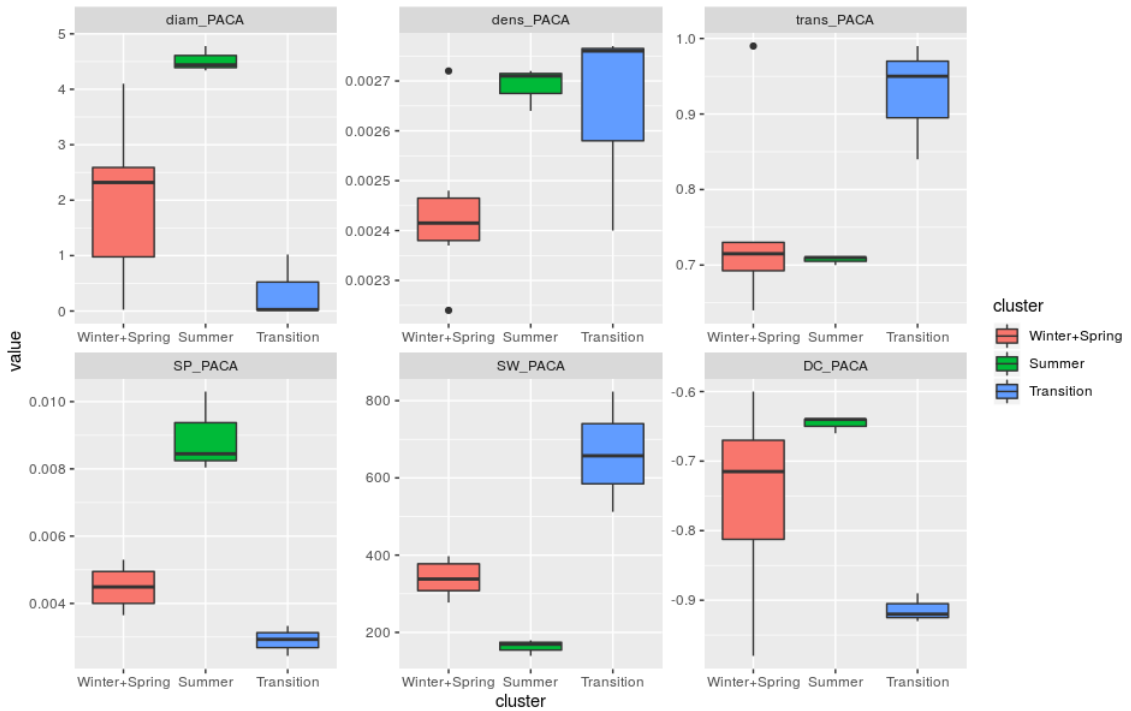 diam_PACA
dens_PACA
trans_PACA
5
4
3
2
1
0
0.0027
0.0026
0.0025
0.0024
0.0023
1.0
0.9
0.8
0.7
Winter+Spring Summer Transition
Winter+Spring Summer Transition
Winter+Spring Summer Transition
value
SP_PACA
SW_PACA
DC_PACA
0.010
0.008
0.006
0.004
800
600
400
200
-0.6
-0.7
-0.8
-0.9
Winter+Spring Summer Transition
Winter+Spring Summer Transition
Winter+Spring Summer Transition
cluster
cluster
Winter+Spring
Summer
Transition